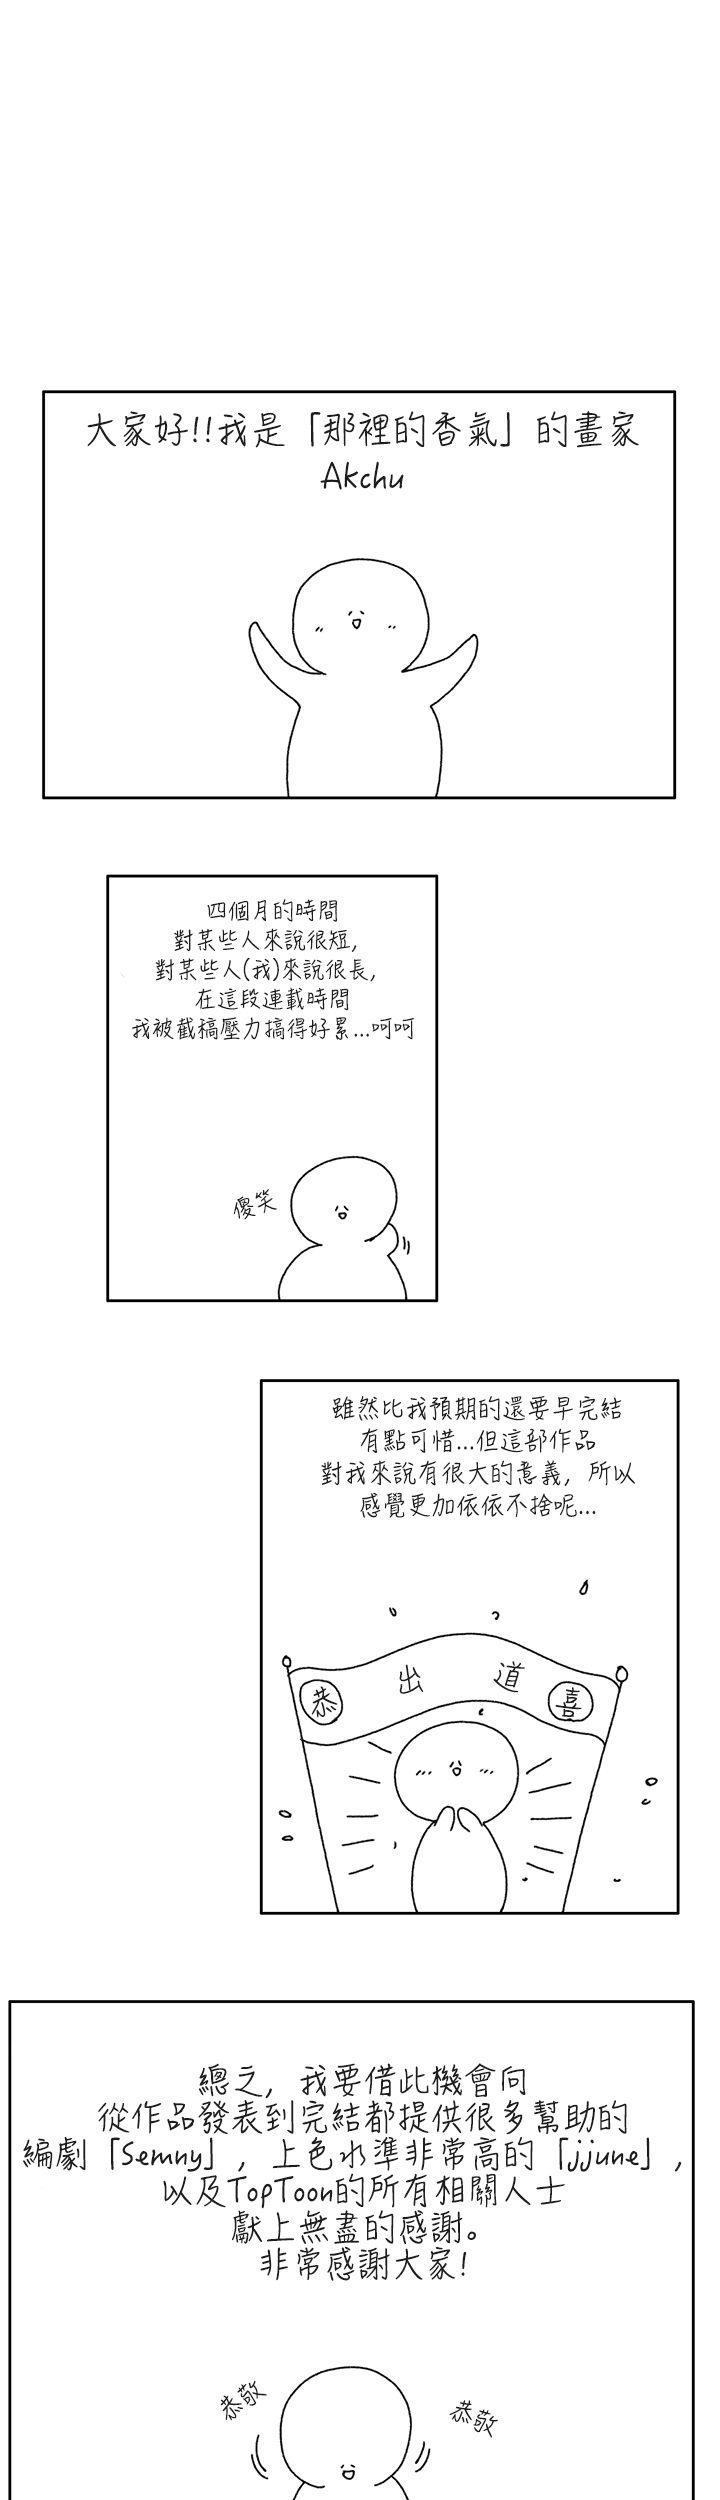 大家好!!我是「那裡的香氣」的畫家
Akchu
四個月的時間
對某些人來說很短,
對某些人(我)來說很長,
在這段連載時間
我被截稿壓力搞得好累...呵呵
傻笑
雖然比我預期的還要早完結
有點可惜...但這部作品
對我來說有很大的意義, 所以
感覺更加依依不捨呢...
恭 出 道 喜
總之, 我要借此機會向
從作品發表到完結都提供很多幫助的
編劇「Semny」, 上色水準非常高的「jjune」,
以及TopToon的所有相關人士
獻上無盡的感謝。
非常感謝大家!
恭敬
恭敬